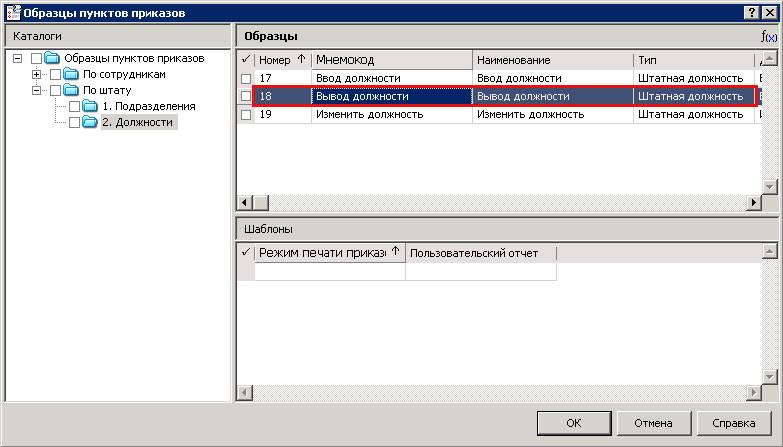 Образцы пунктов приказов
Каталоги
Образцы пунктов приказов
По сотрудникам
По штату
1. Подразделения
2. Должности
Образцы
f(x)
Номер Мнемокод Наименование Тип
17 Ввод должности Ввод должности Штатная должность
18 Вывод должности Вывод должности Штатная должность
19 Изменить должность Изменить должность Штатная должность
Шаблоны
Режим печати приказ Пользовательский отчет
OK Отмена Справка